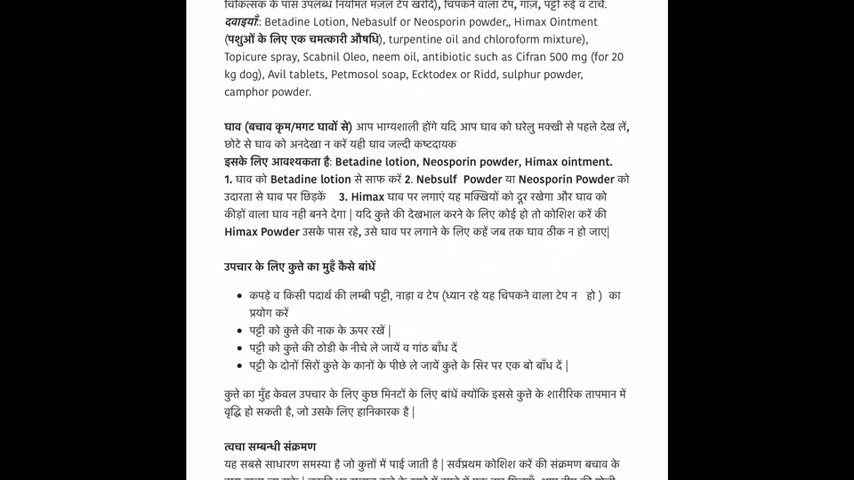 चिकित्सक के पास उपलब्ध नियमित मज़ल टेप खरीदें), चिपकने वाला टेप, गॉज़, पट्टी रुई व टॉर्च.
दवाइयाँ:: Betadine Lotion, Nebasulf or Neosporin powder,, Himax Ointment
(पशुओं के लिए एक चमत्कारी औषधि), turpentine oil and chloroform mixture),
Topicure spray, Scabnil Oleo, neem oil, antibiotic such as Cifran 500 mg (for 20
kg dog), Avil tablets, Petmosol soap, Ecktodex or Ridd, sulphur powder,
camphor powder.
घाव (बचाव कृम/मगट घावों से) आप भाग्यशाली होंगे यदि आप घाव को घरेलु मक्खी से पहले देख लें,
छोटे से घाव को अनदेखा न करें यही घाव जल्दी कष्टदायक
इसके लिए आवश्यकता है: Betadine lotion, Neosporin powder, Himax ointment.
1. घाव को Betadine lotion से साफ करें 2. Nebsulf Powder या Neosporin Powder को
उदारता से घाव पर छिड़कें 3. Himax घाव पर लगाएं यह मक्खियों को दूर रखेगा और घाव को
कीड़ों वाला घाव नही बनने देगा | यदि कुत्ते की देखभाल करने के लिए कोई हो तो कोशिश करें की
Himax Powder उसके पास रहे, उसे घाव पर लगाने के लिए कहें जब तक घाव ठीक न हो जाए|
उपचार के लिए कुत्ते का मुहँ कैसे बांधें
• कपड़े व किसी पदार्थ की लम्बी पट्टी, नाड़ा व टेप (ध्यान रहे यह चिपकने वाला टेप न हो ) का
प्रयोग करें
• पट्टी को कुत्ते की नाक के ऊपर रखें |
• पट्टी को कुत्ते की ठोडी के नीचे ले जायें व गांठ बाँध दें
• पट्टी के दोनों सिरों कुत्ते के कानों के पीछे ले जायें कुत्ते के सिर पर एक बो बाँध दें |
कुत्ते का मुँह केवल उपचार के लिए कुछ मिनटों के लिए बांधें क्योंकि इससे कुत्ते के शारीरिक तापमान में
वृद्धि हो सकती है, जो उसके लिए हानिकारक है |
त्वचा सम्बन्धी संक्रमण
यह सबसे साधारण समस्या है जो कुत्तों में पाई जाती है | सर्वप्रथम कोशिश करें की संक्रमण बचाव के